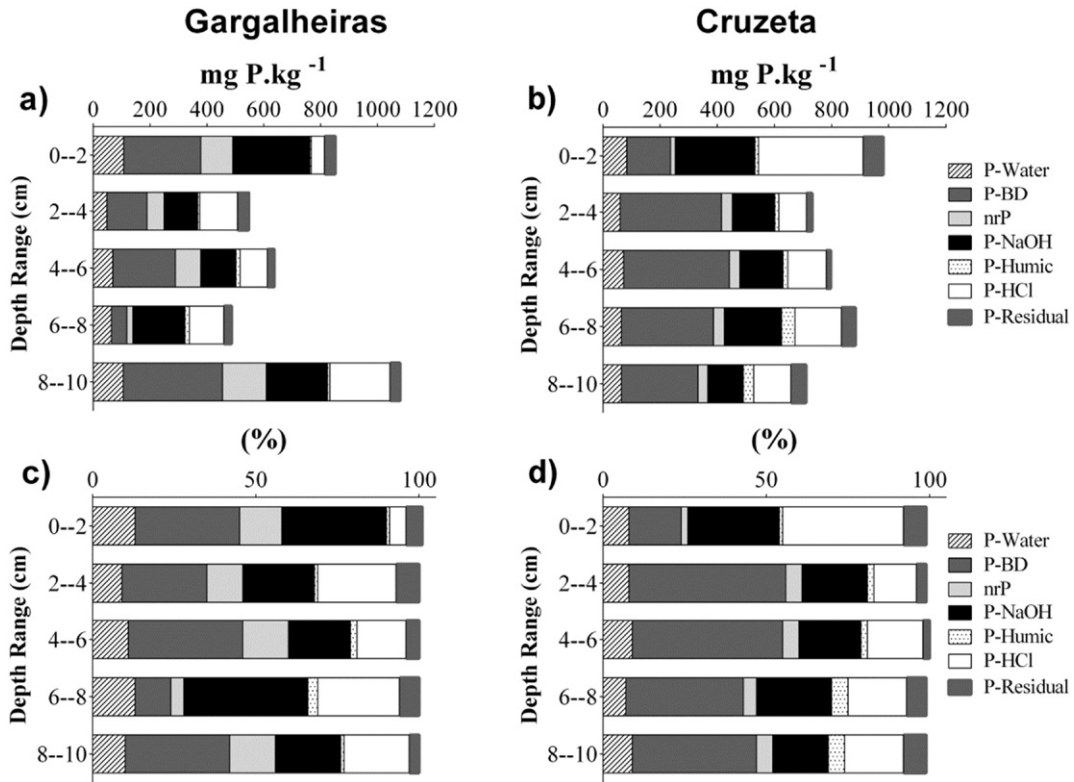 Gargalheiras
Cruzeta
a)
mg P.kg -1
0 200 400 600 800 1000 1200
Depth Range (cm)
0--2
2--4
4--6
6--8
8--10
b)
mg P.kg -1
0 200 400 600 800 1000 1200
Depth Range (cm)
0--2
2--4
4--6
6--8
8--10
P-Water
P-BD
nrP
P-NaOH
P-Humic
P-HCl
P-Residual
c)
(%)
0 50 100
Depth Range (cm)
0--2
2--4
4--6
6--8
8--10
d)
(%)
0 50 100
Depth Range (cm)
0--2
2--4
4--6
6--8
8--10
P-Water
P-BD
nrP
P-NaOH
P-Humic
P-HCl
P-Residual